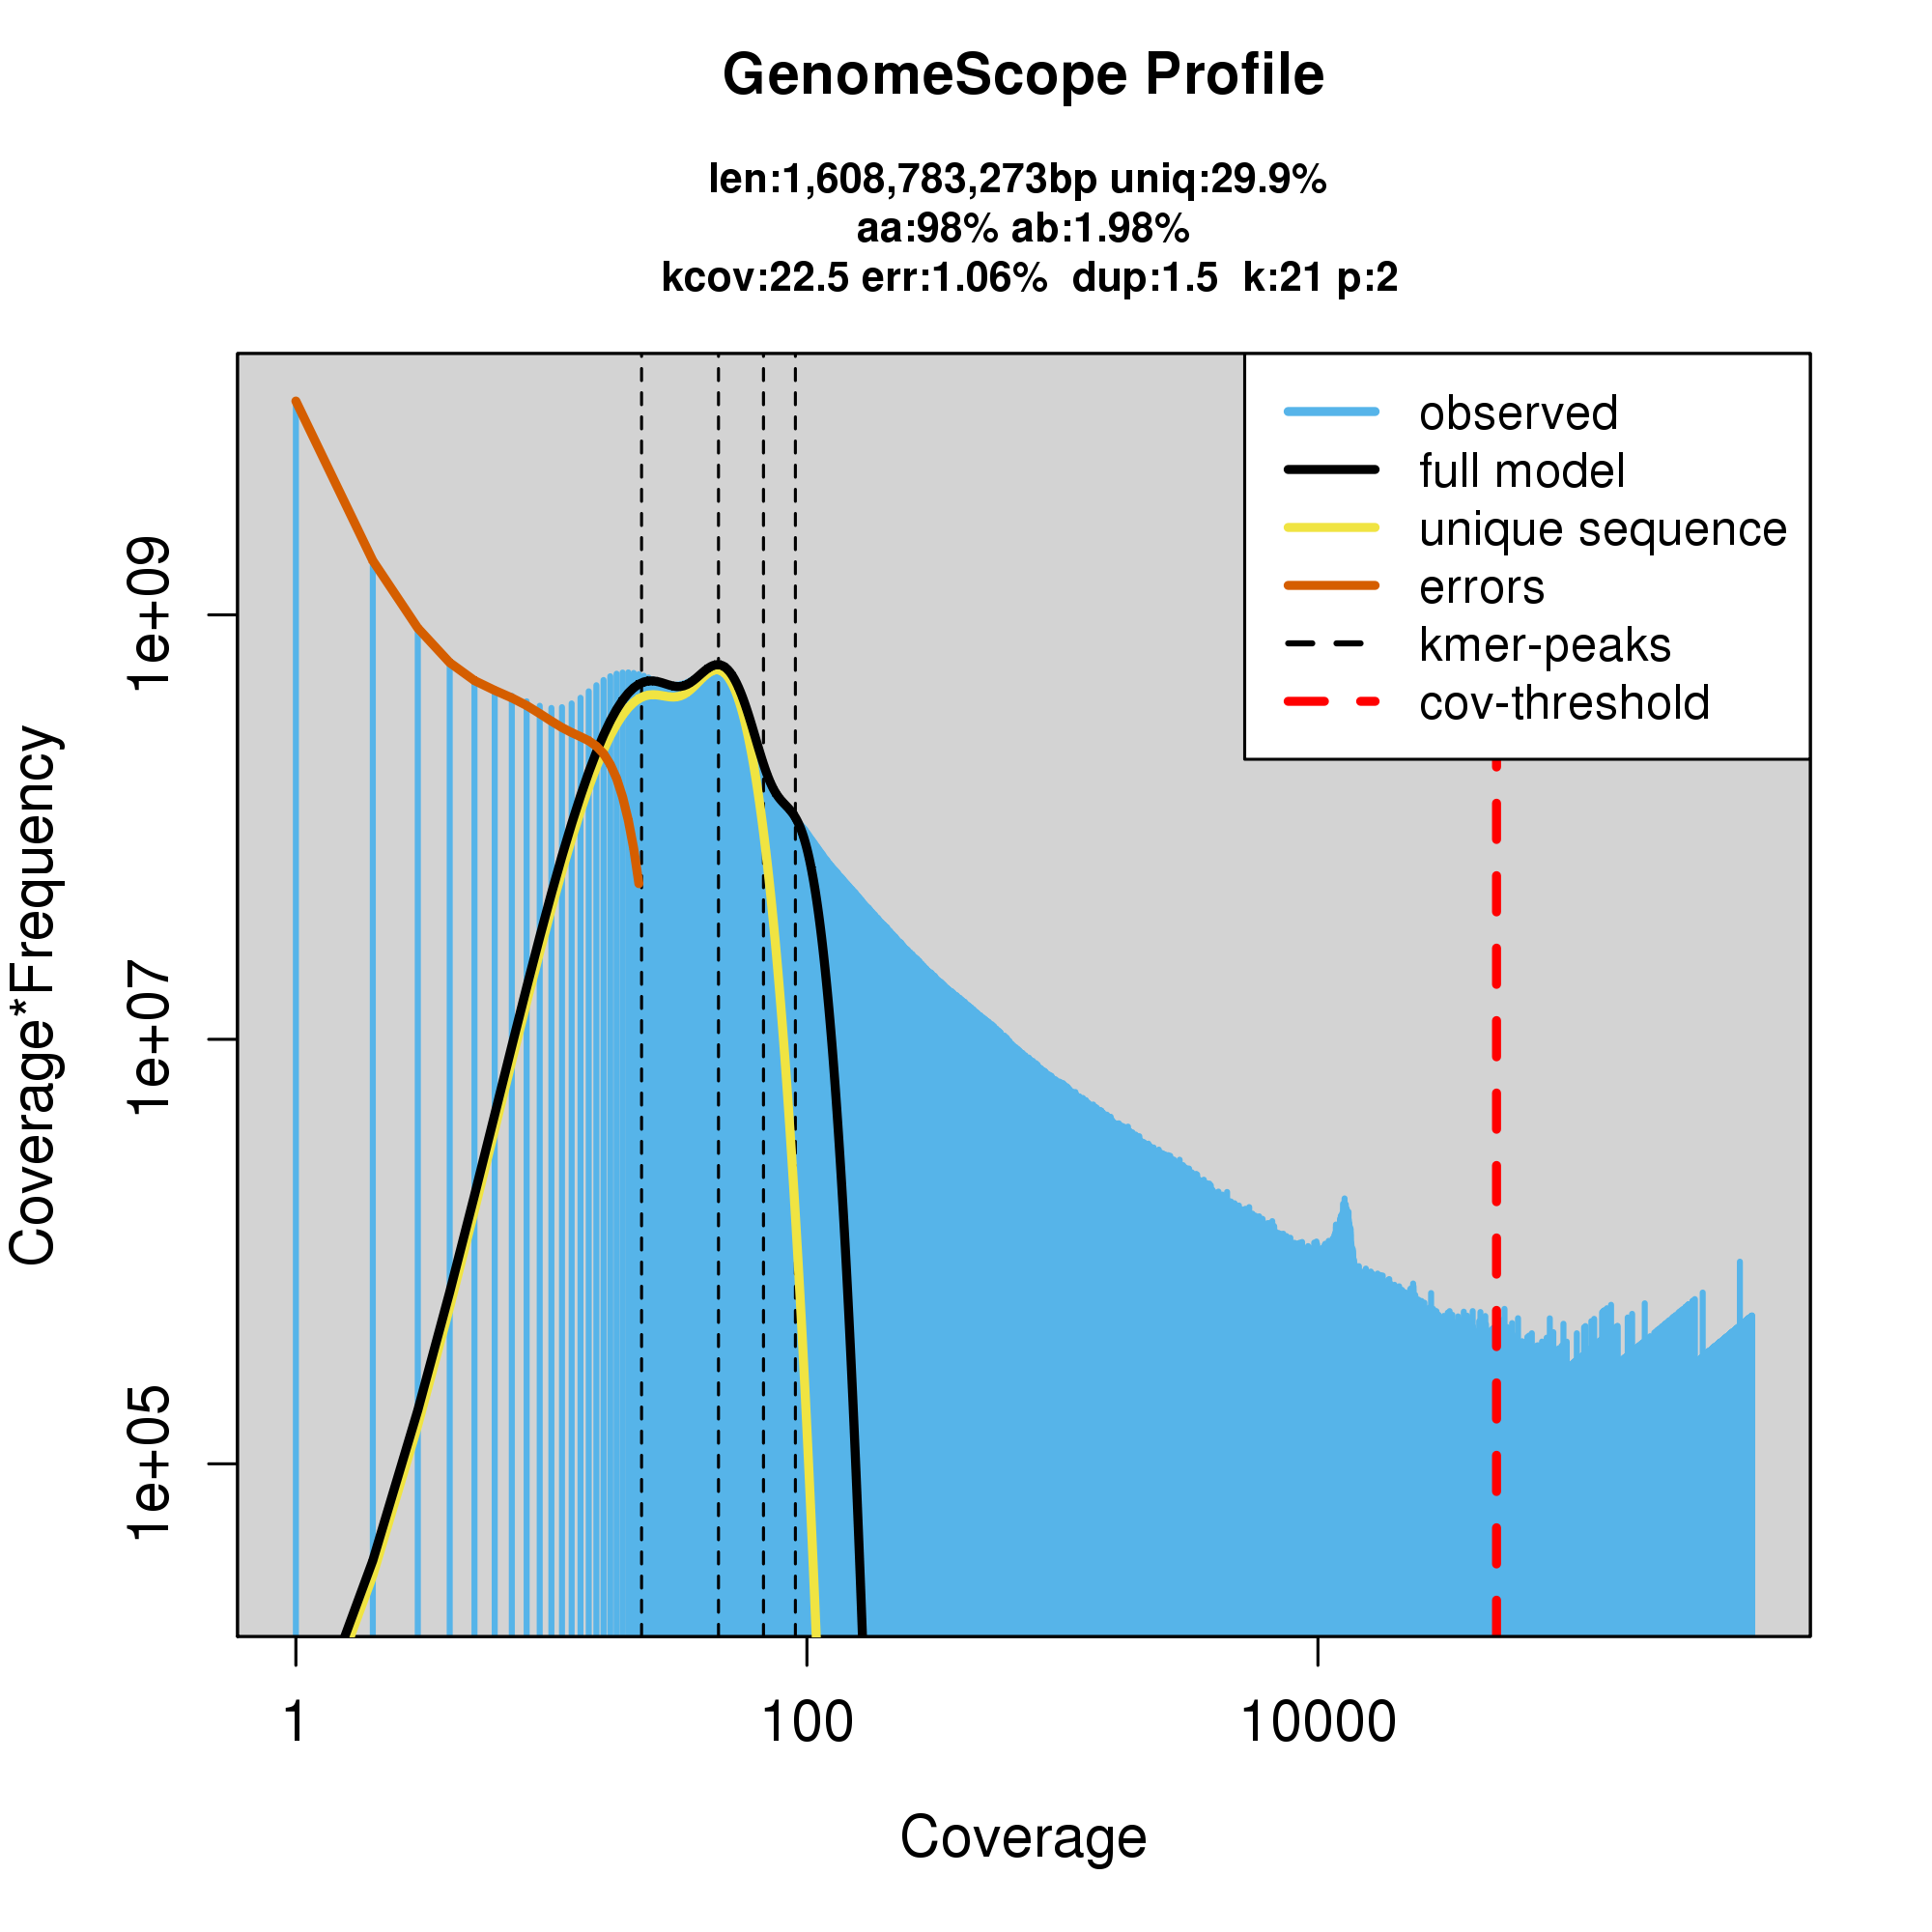 GenomeScope Profile
len:1,608,783,273bp uniq:29.9%
aa:98% ab:1.98%
kcov:22.5 err:1.06% dup:1.5 k:21 p:2
observed
full model
unique sequence
errors
kmer-peaks
cov-threshold
Coverage*Frequency
1e+09
1e+07
1e+05
1
100
10000
Coverage